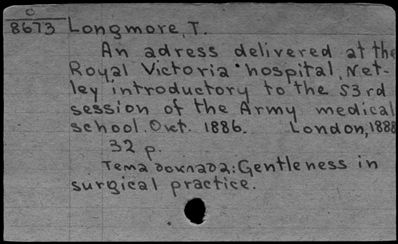 C
8673 Longmore, T.
An adress delivered at the
Royal Victoria hospital, Net-
ley introductory to the 53rd
session of the Army medical
school. Okt. 1886. London, 1888
32 p.
Тема доклада: Gentleness in
surgical practice.